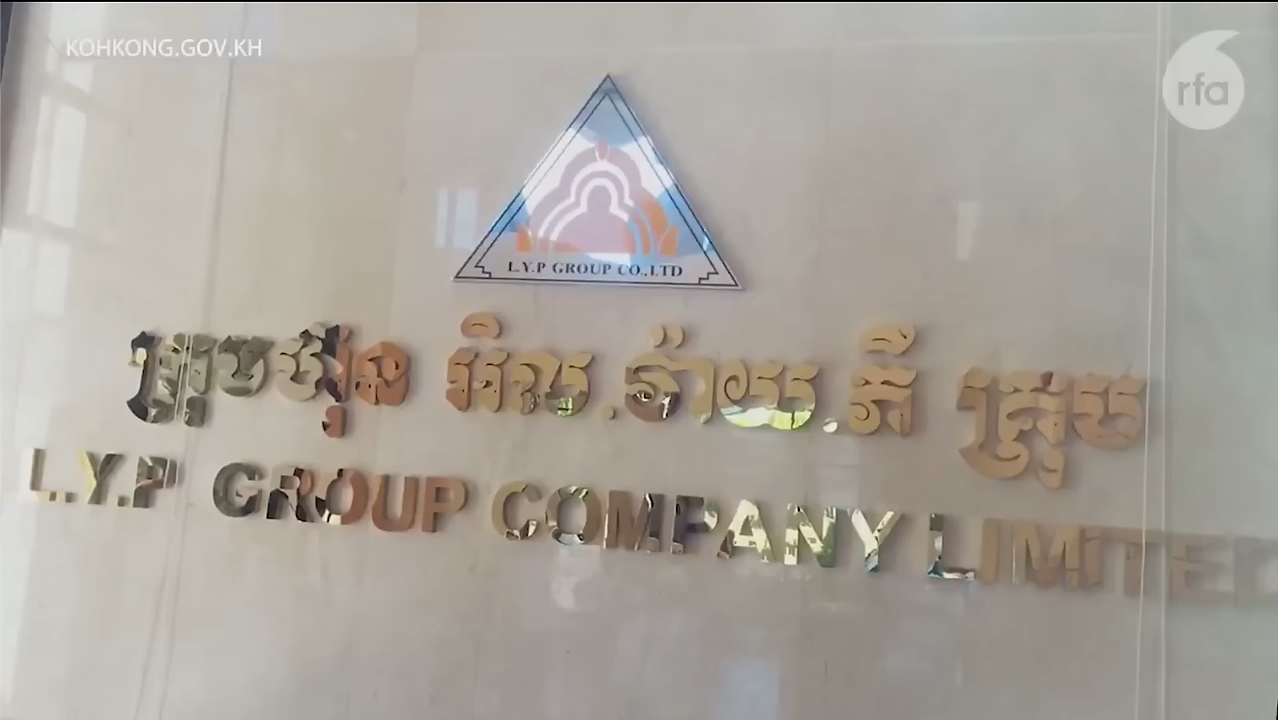 KOHKONG.GOV.KH
rfa
L.Y.P GROUP CO.,LTD
ក្រុមហ៊ុន អិល.វ៉ាយ.ភី គ្រុប
L.Y.P GROUP COMPANY LIMITED